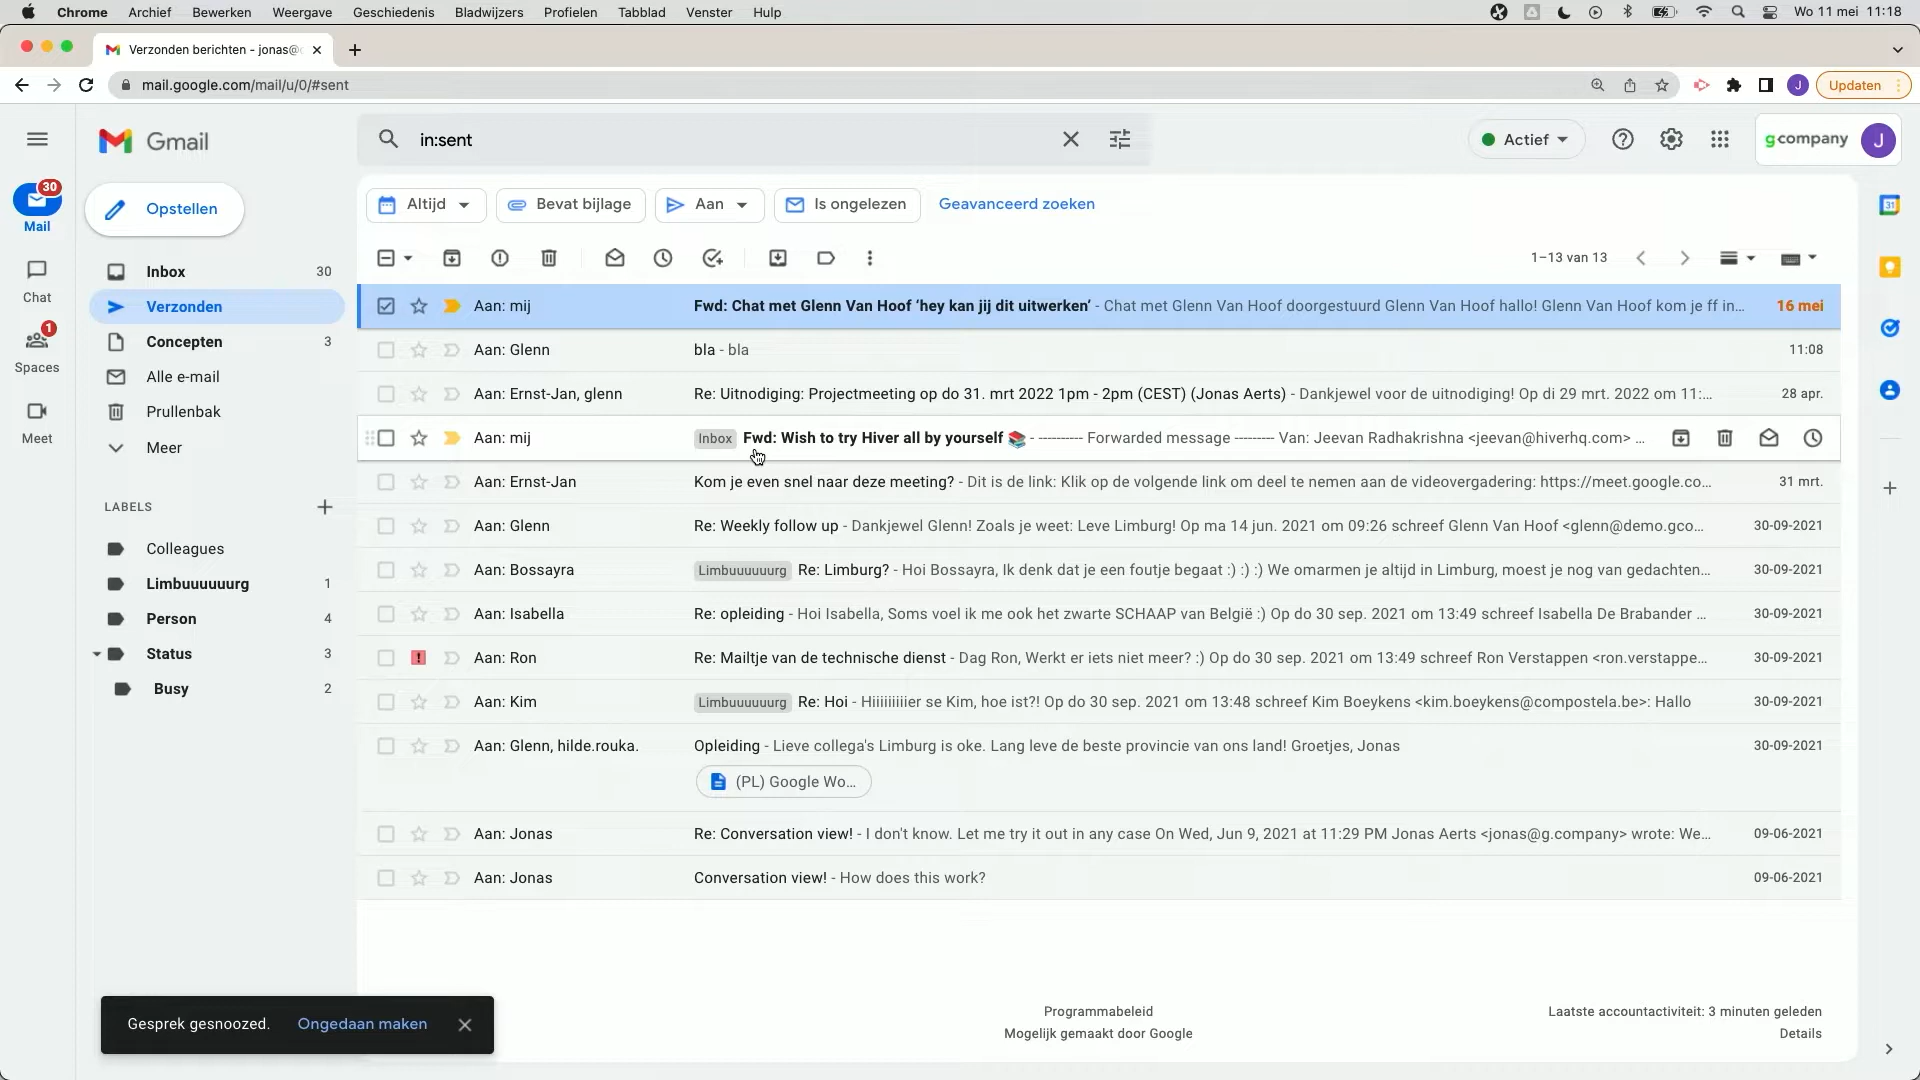 Chrome Archief Bewerken Weergave Geschiedenis Bladwijzers Profielen Tabblad Venster Hulp Wo 11 mei 11:18
Verzonden berichten - jonas@
mail.google.com/mail/u/0/#sent J Updaten
Gmail in:sent Actief g company J
30
Mail
Opstellen
Altijd Bevat bijlage Aan Is ongelezen Geavanceerd zoeken
1–13 van 13
Inbox 30
Chat
Verzonden
1
Spaces
Concepten 3
Alle e-mail
Prullenbak
Meet
Meer
LABELS
Colleagues
Limbuuuuuurg 1
Person 4
Status 3
Busy 2
Aan: mij Fwd: Chat met Glenn Van Hoof ‘hey kan jij dit uitwerken’ - Chat met Glenn Van Hoof doorgestuurd Glenn Van Hoof hallo! Glenn Van Hoof kom je ff in... 16 mei
Aan: Glenn bla - bla 11:08
Aan: Ernst-Jan, glenn Re: Uitnodiging: Projectmeeting op do 31. mrt 2022 1pm - 2pm (CEST) (Jonas Aerts) - Dankjewel voor de uitnodiging! Op di 29 mrt. 2022 om 11:... 28 apr.
Aan: mij Inbox Fwd: Wish to try Hiver all by yourself 📚 - ---------- Forwarded message --------- Van: Jeevan Radhakrishna <jeevan@hiverhq.com> ...
Aan: Ernst-Jan Kom je even snel naar deze meeting? - Dit is de link: Klik op de volgende link om deel te nemen aan de videovergadering: https://meet.google.co... 31 mrt.
Aan: Glenn Re: Weekly follow up - Dankjewel Glenn! Zoals je weet: Leve Limburg! Op ma 14 jun. 2021 om 09:26 schreef Glenn Van Hoof <glenn@demo.gco... 30-09-2021
Aan: Bossayra Limbuuuuuurg Re: Limburg? - Hoi Bossayra, Ik denk dat je een foutje begaat :) :) :) We omarmen je altijd in Limburg, moest je nog van gedachten... 30-09-2021
Aan: Isabella Re: opleiding - Hoi Isabella, Soms voel ik me ook het zwarte SCHAAP van België :) Op do 30 sep. 2021 om 13:49 schreef Isabella De Brabander ... 30-09-2021
Aan: Ron Re: Mailtje van de technische dienst - Dag Ron, Werkt er iets niet meer? :) Op do 30 sep. 2021 om 13:49 schreef Ron Verstappen <ron.verstappe... 30-09-2021
Aan: Kim Limbuuuuuurg Re: Hoi - Hiiiiiiiiier se Kim, hoe ist?! Op do 30 sep. 2021 om 13:48 schreef Kim Boeykens <kim.boeykens@compostela.be>: Hallo 30-09-2021
Aan: Glenn, hilde.rouka. Opleiding - Lieve collega's Limburg is oke. Lang leve de beste provincie van ons land! Groetjes, Jonas 30-09-2021
(PL) Google Wo...
Aan: Jonas Re: Conversation view! - I don't know. Let me try it out in any case On Wed, Jun 9, 2021 at 11:29 PM Jonas Aerts <jonas@g.company> wrote: We... 09-06-2021
Aan: Jonas Conversation view! - How does this work? 09-06-2021
Gesprek gesnoozed. Ongedaan maken
Programmabeleid
Mogelijk gemaakt door Google
Laatste accountactiviteit: 3 minuten geleden
Details
31